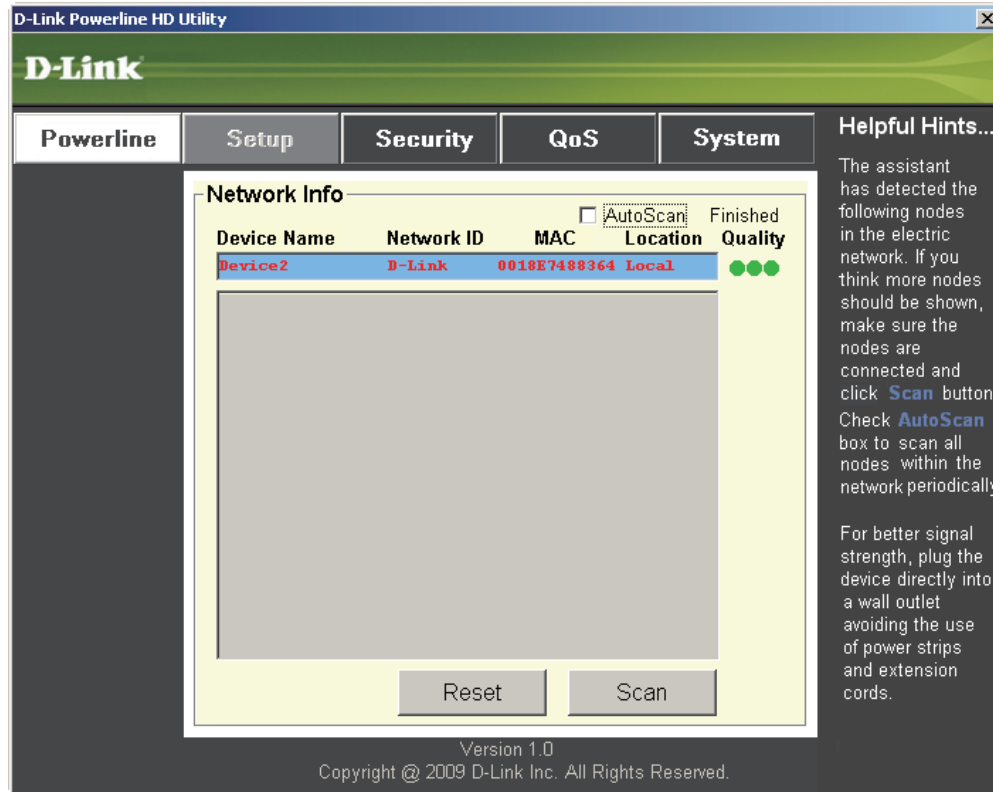 D-Link Powerline HD Utility
D-Link
Powerline Setup Security QoS System
Network Info
AutoScan Finished
Device Name Network ID MAC Location Quality
Device2 D-Link 0018E7488364 Local
Reset Scan
Version 1.0
Copyright @ 2009 D-Link Inc. All Rights Reserved.
Helpful Hints...
The assistant
has detected the
following nodes
in the electric
network. If you
think more nodes
should be shown,
make sure the
nodes are
connected and
click Scan button
Check AutoScan
box to scan all
nodes within the
network periodically
For better signal
strength, plug the
device directly into
a wall outlet
avoiding the use
of power strips
and extension
cords.